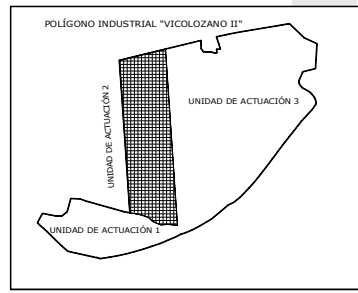 POLÍGONO INDUSTRIAL "VICOLOZANO II"
UNIDAD DE ACTUACIÓN 2
UNIDAD DE ACTUACIÓN 3
UNIDAD DE ACTUACIÓN 1